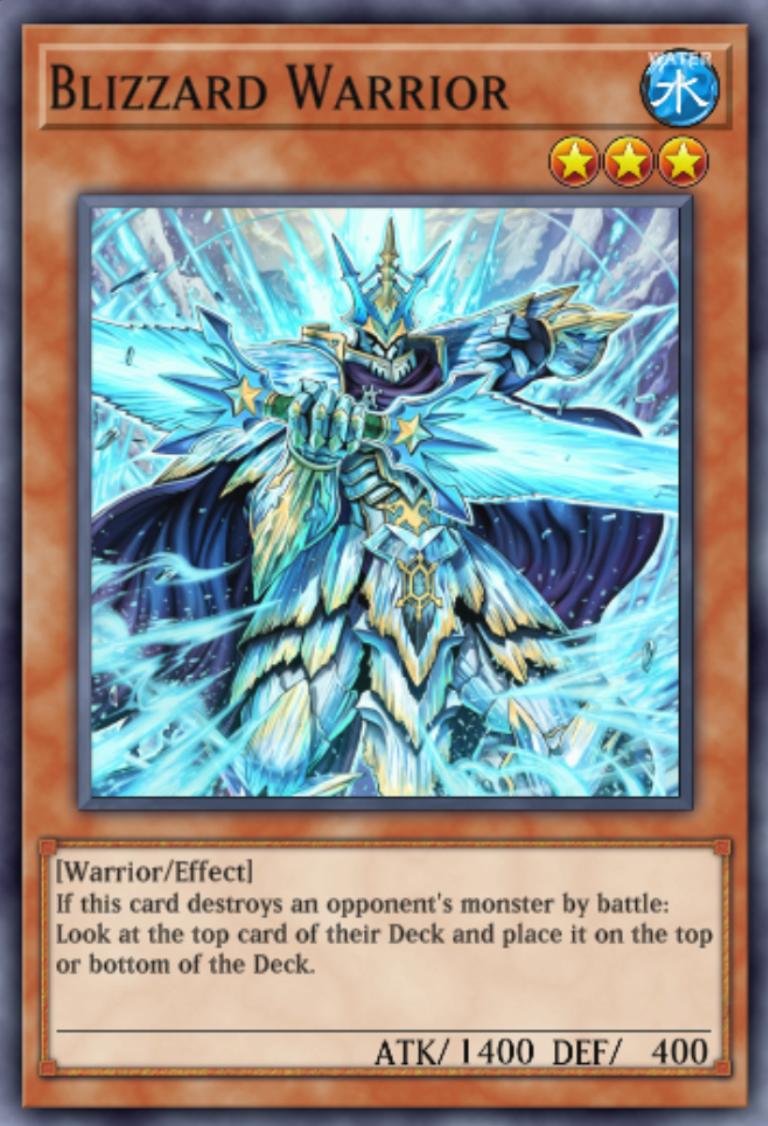 BLIZZARD WARRIOR
WATER
水
[Warrior/Effect]
If this card destroys an opponent's monster by battle:
Look at the top card of their Deck and place it on the top
or bottom of the Deck.
ATK/ 1400 DEF/ 400